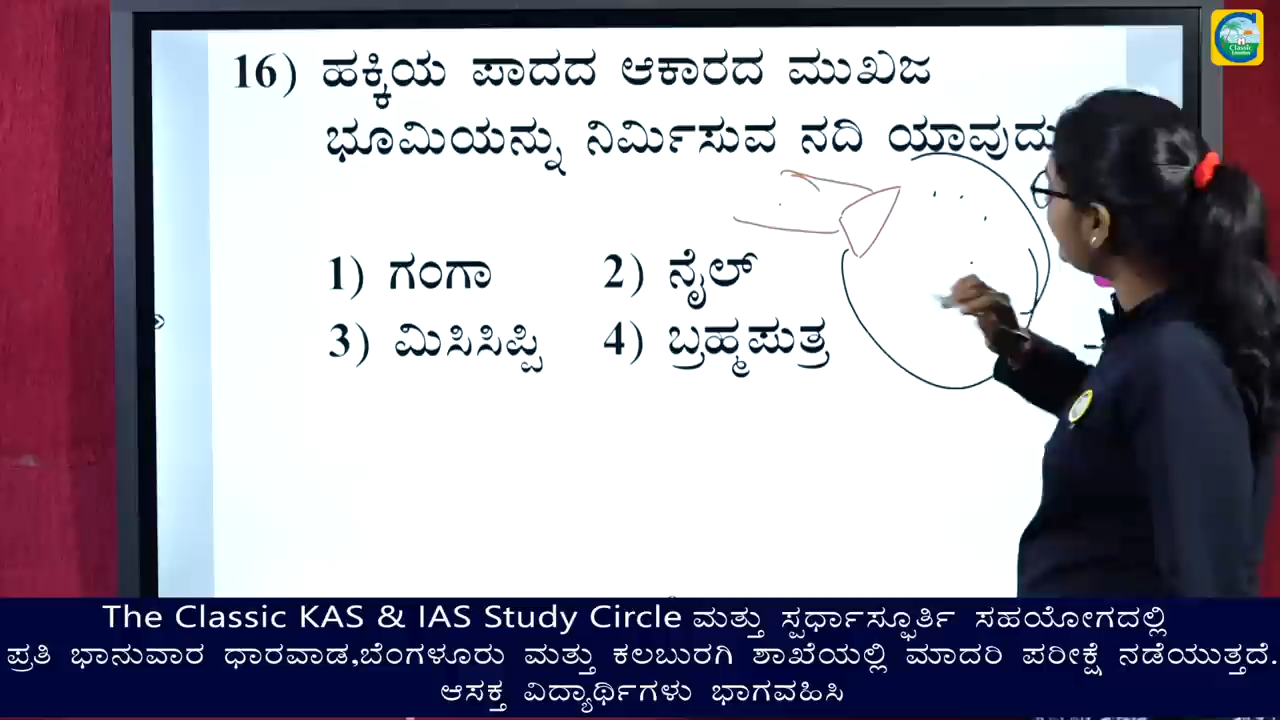 16) ಹಕ್ಕಿಯ ಪಾದದ ಆಕಾರದ ಮುಖಜ
ಭೂಮಿಯನ್ನು ನಿರ್ಮಿಸುವ ನದಿ ಯಾವುದು
1) ಗಂಗಾ 2) ನೈಲ್
3) ಮಿಸಿಸಿಪ್ಪಿ 4) ಬ್ರಹ್ಮಪುತ್ರ
Classic
The Classic KAS & IAS Study Circle ಮತ್ತು ಸ್ಪರ್ಧಾಸ್ಫೂರ್ತಿ ಸಹಯೋಗದಲ್ಲಿ
ಪ್ರತಿ ಭಾನುವಾರ ಧಾರವಾಡ,ಬೆಂಗಳೂರು ಮತ್ತು ಕಲಬುರಗಿ ಶಾಖೆಯಲ್ಲಿ ಮಾದರಿ ಪರೀಕ್ಷೆ ನಡೆಯುತ್ತದೆ.
ಆಸಕ್ತ ವಿದ್ಯಾರ್ಥಿಗಳು ಭಾಗವಹಿಸಿ